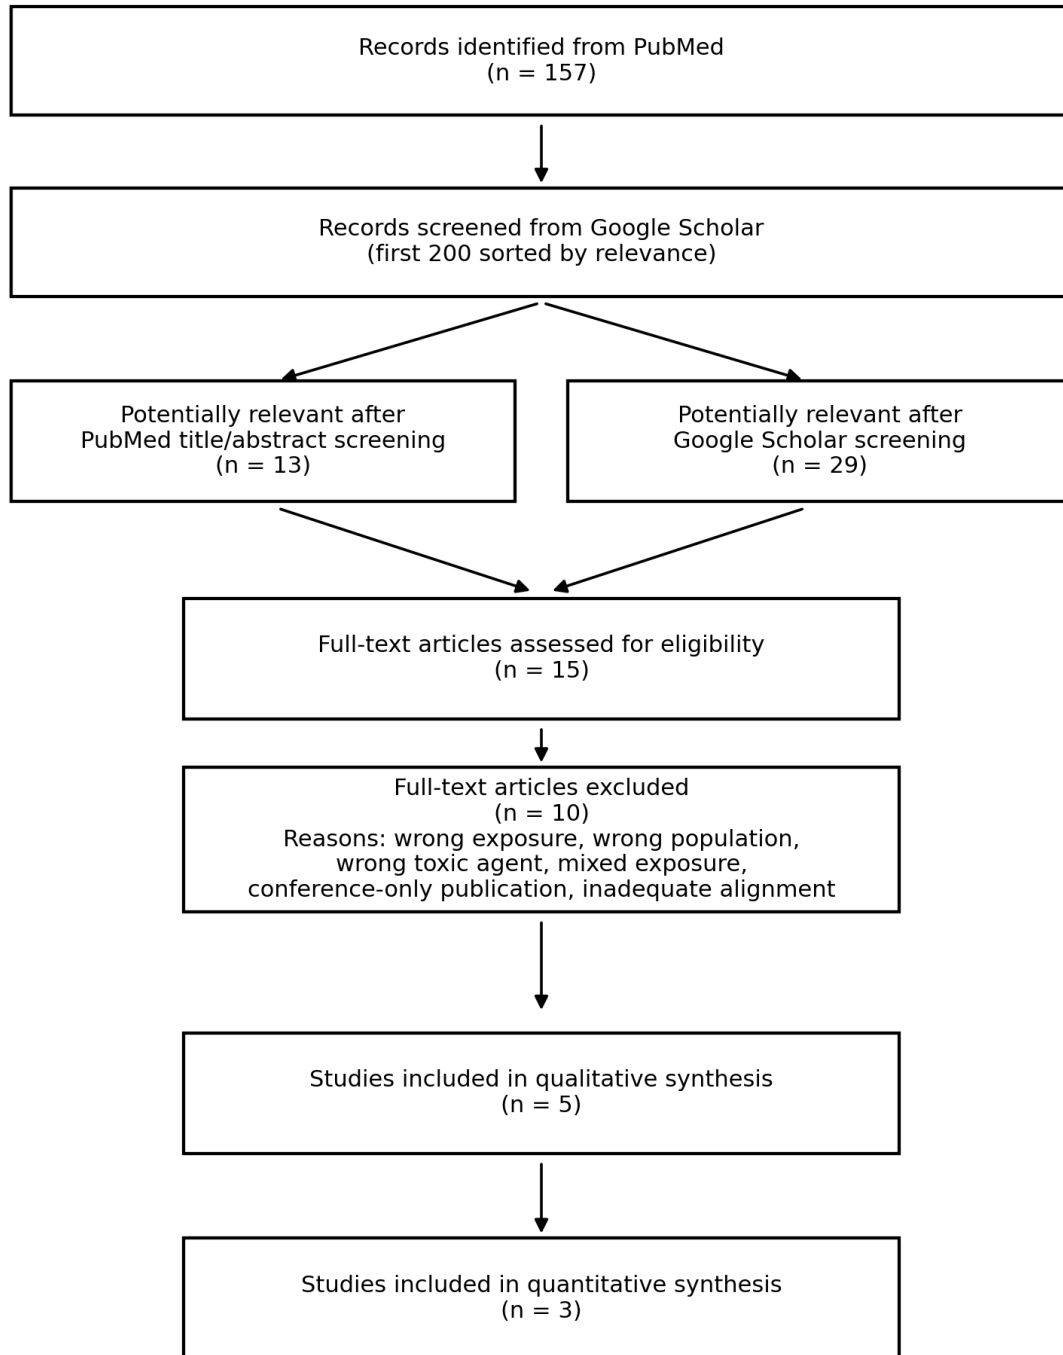 Records identified from PubMed
(n = 157)
Records screened from Google Scholar
(first 200 sorted by relevance)
Potentially relevant after
PubMed title/abstract screening
(n = 13)
Potentially relevant after
Google Scholar screening
(n = 29)
Full-text articles assessed for eligibility
(n = 15)
Full-text articles excluded
(n = 10)
Reasons: wrong exposure, wrong population,
wrong toxic agent, mixed exposure,
conference-only publication, inadequate alignment
Studies included in qualitative synthesis
(n = 5)
Studies included in quantitative synthesis
(n = 3)